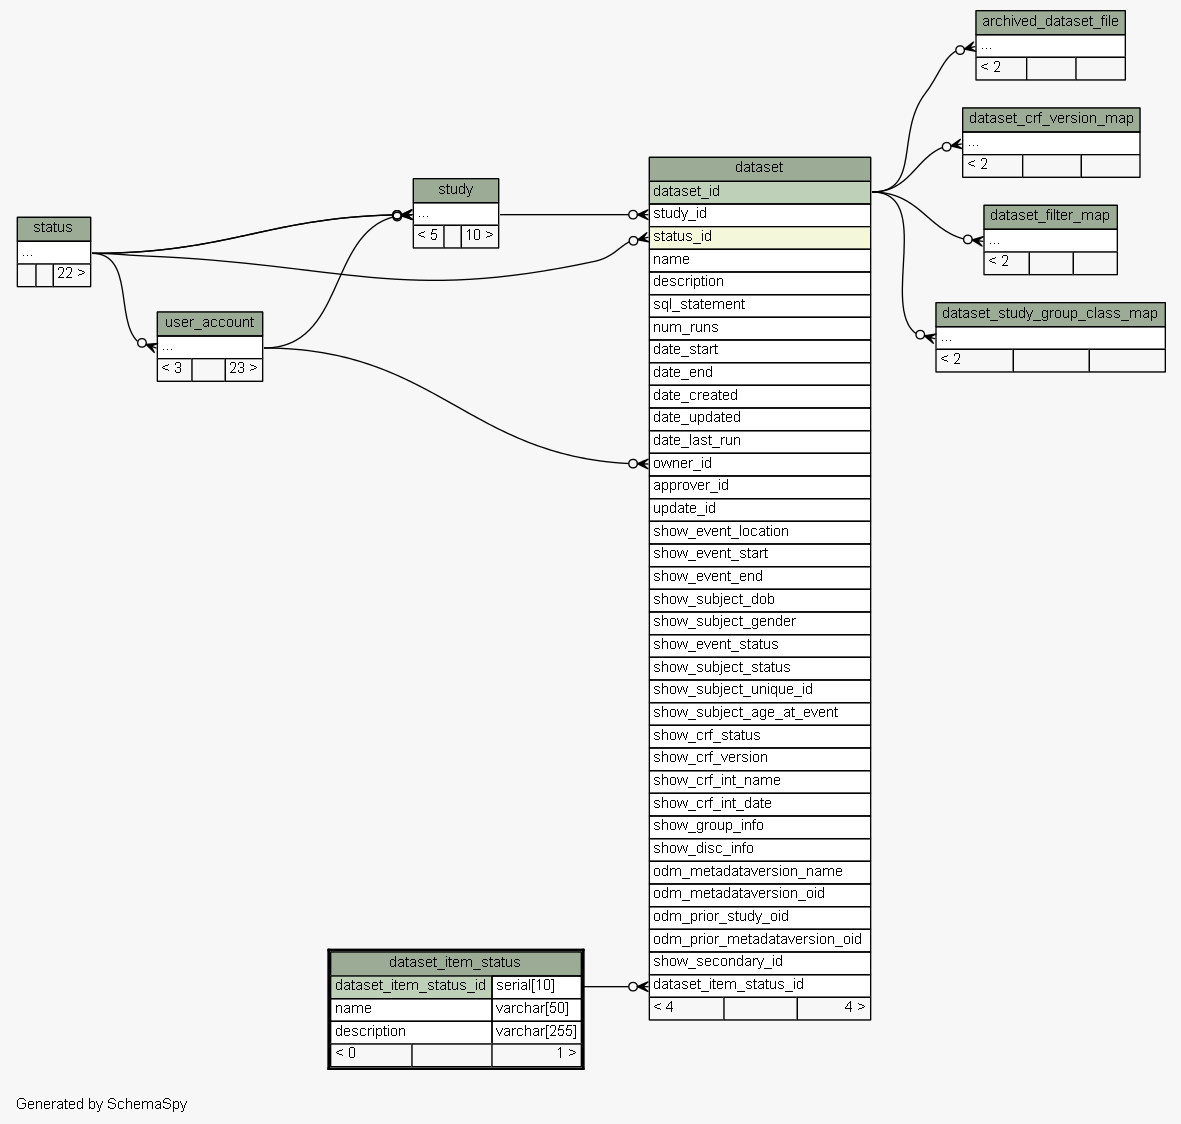 archived_dataset_file
...
< 2
dataset_crf_version_map
...
< 2
dataset_filter_map
...
< 2
dataset_study_group_class_map
...
< 2
study
...
< 5 10 >
status
...
22 >
user_account
...
< 3 23 >
dataset
dataset_id
study_id
status_id
name
description
sql_statement
num_runs
date_start
date_end
date_created
date_updated
date_last_run
owner_id
approver_id
update_id
show_event_location
show_event_start
show_event_end
show_subject_dob
show_subject_gender
show_event_status
show_subject_status
show_subject_unique_id
show_subject_age_at_event
show_crf_status
show_crf_version
show_crf_int_name
show_crf_int_date
show_group_info
show_disc_info
odm_metadataversion_name
odm_metadataversion_oid
odm_prior_study_oid
odm_prior_metadataversion_oid
show_secondary_id
dataset_item_status_id
< 4 4 >
dataset_item_status
dataset_item_status_id serial[10]
name varchar[50]
description varchar[255]
< 0 1 >
Generated by SchemaSpy